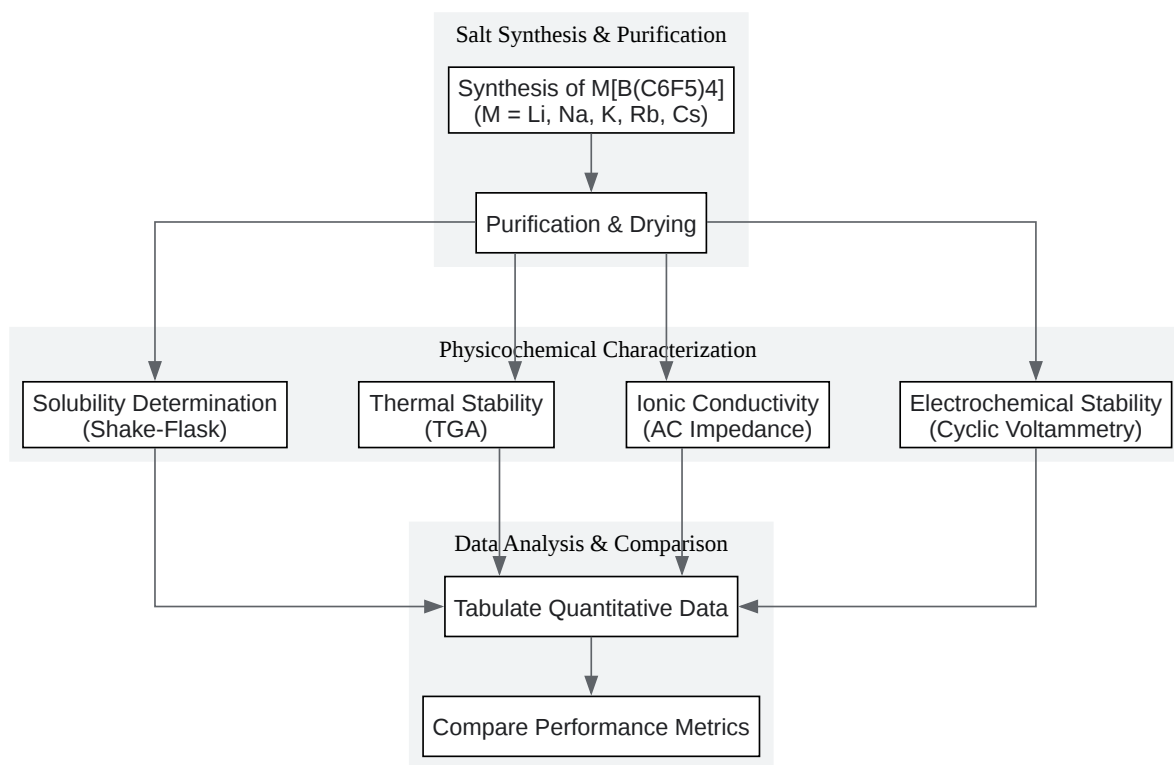 Salt Synthesis & Purification
Synthesis of M[B(C6F5)4]
(M = Li, Na, K, Rb, Cs)
Purification & Drying
Physicochemical Characterization
Solubility Determination
(Shake-Flask)
Thermal Stability
(TGA)
Ionic Conductivity
(AC Impedance)
Electrochemical Stability
(Cyclic Voltammetry)
Data Analysis & Comparison
Tabulate Quantitative Data
Compare Performance Metrics